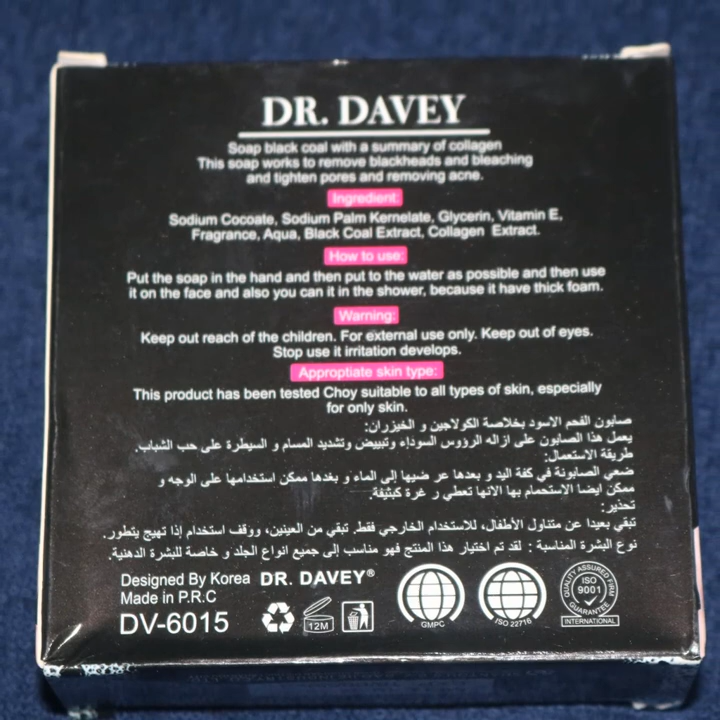 DR. DAVEY
Soap black coal with a summary of collagen
This soap works to remove blackheads and bleaching
and tighten pores and removing acne.
Ingredient:
Sodium Cocoate, Sodium Palm Kernelate, Glycerin, Vitamin E,
Fragrance, Aqua, Black Coal Extract, Collagen Extract.
How to use:
Put the soap in the hand and then put to the water as possible and then use
it on the face and also you can it in the shower, because it have thick foam.
Warning:
Keep out reach of the children. For external use only. Keep out of eyes.
Stop use it irritation develops.
Approptiate skin type:
This product has been tested Choy suitable to all types of skin, especially
for only skin.
صابون الفحم الاسود بخلاصة الكولاجين و الخيزران:
يعمل هذا الصابون على ازاله الرؤوس السوداء وتبييض وتشديد المسام و السيطرة على حب الشباب.
طريقة الاستعمال:
ضعي الصابونة في كفة اليد و بعدها عر ضيها إلى الماء و بغدها ممكن استخدامها على الوجه و
ممكن ايضا الاستحمام بها الانها تعطي ر غرة كبثيفة.
تحذير:
تبقي بعيدا عن متناول الأطفال، للاستخدام الخارجي فقط. تبقي من العينين، ووقف استخدام إذا تهيج يتطور.
نوع البشرة المناسبة : لقد تم اختيار هذا المنتج فهو مناسب إلى جميع انواع الجلد و خاصة للبشرة الدهنية.
Designed By Korea DR. DAVEY®
Made in P.R.C
DV-6015
12M
GMPC
ISO 22716
QUALITY ASSURED FIRM
ISO
9001
GUARANTEE
INTERNATIONAL